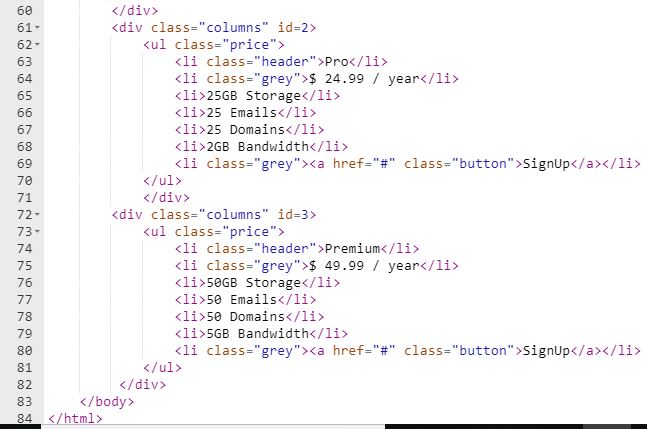 60 </div>
61 <div class="columns" id=2>
62 <ul class="price">
63 <li class="header">Pro</li>
64 <li class="grey">$ 24.99 / year</li>
65 <li>25GB Storage</li>
66 <li>25 Emails</li>
67 <li>25 Domains</li>
68 <li>2GB Bandwidth</li>
69 <li class="grey"><a href="#" class="button">SignUp</a></li>
70 </ul>
71 </div>
72 <div class="columns" id=3>
73 <ul class="price">
74 <li class="header">Premium</li>
75 <li class="grey">$ 49.99 / year</li>
76 <li>50GB Storage</li>
77 <li>50 Emails</li>
78 <li>50 Domains</li>
79 <li>5GB Bandwidth</li>
80 <li class="grey"><a href="#" class="button">SignUp</a></li>
81 </ul>
82 </div>
83 </body>
84 </html>